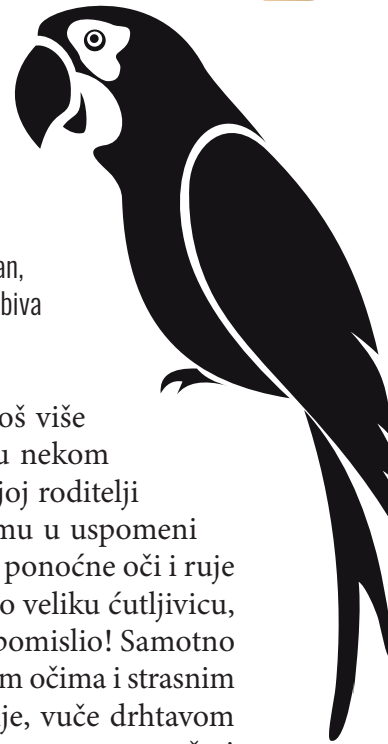 an,
biva
oš više
u nekom
joj roditelji
mu u uspomeni
ponoćne oči i ruje
o veliku ćutljivicu,
pomislio! Samotno
m očima i strasnim
je, vuče drhtavom